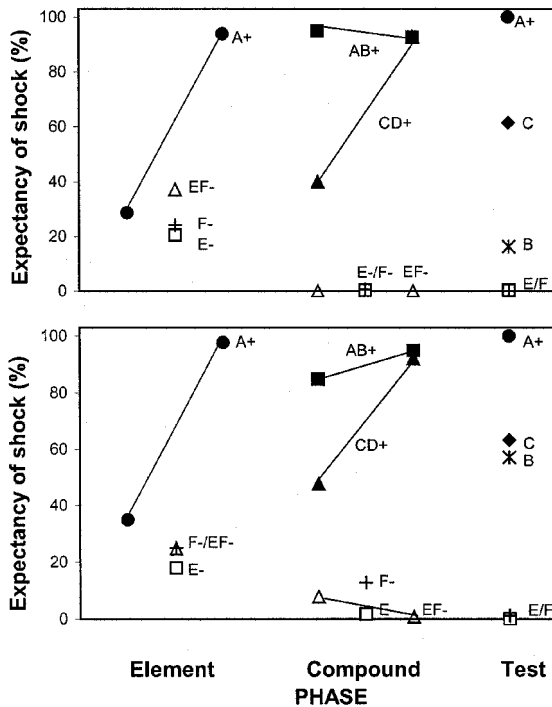 Expectancy of shock (%)
100
80
60
40
20
0
A+
EF-
F-
E-
AB+
CD+
E-/F-
EF-
A+
C
B
E/F
Expectancy of shock (%)
100
80
60
40
20
0
A+
F-/EF-
E-
AB+
CD+
F-
E-
EF-
A+
C
B
E/F
Element
Compound
Test
PHASE